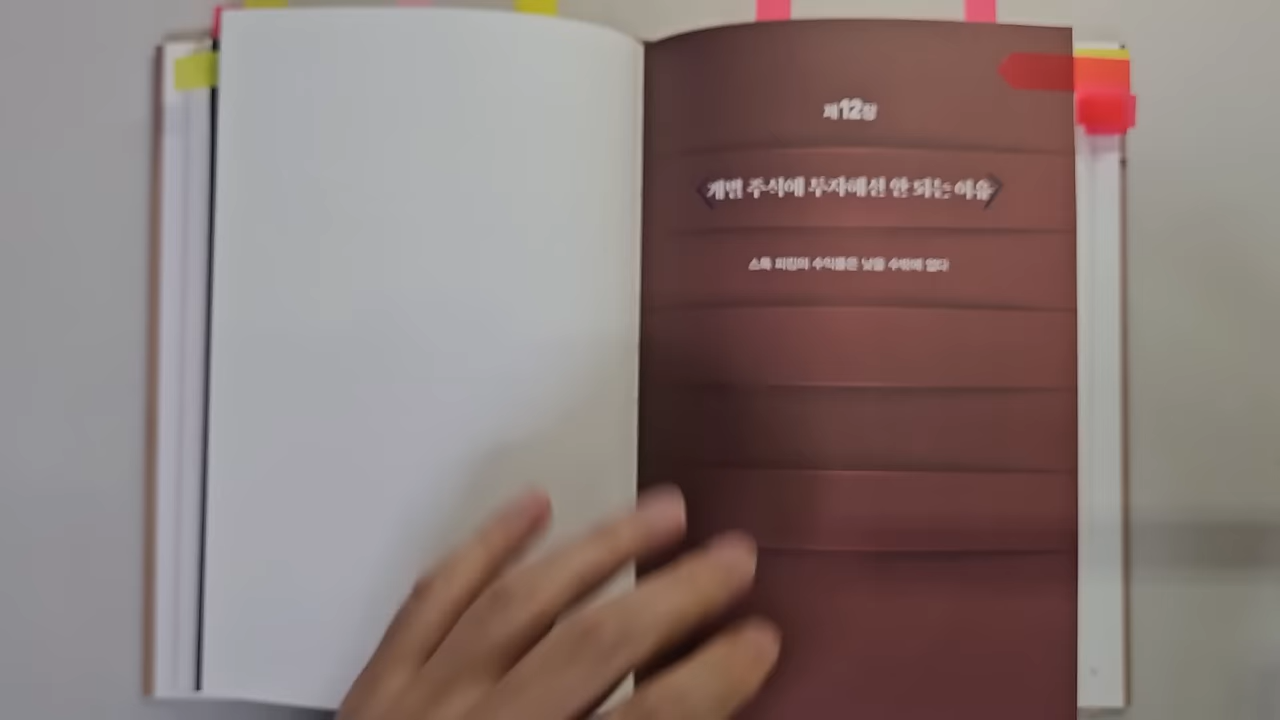 제12장
개별 주식에 투자해선 안 되는 이유
스톡 피킹의 수익률은 낮을 수밖에 없다